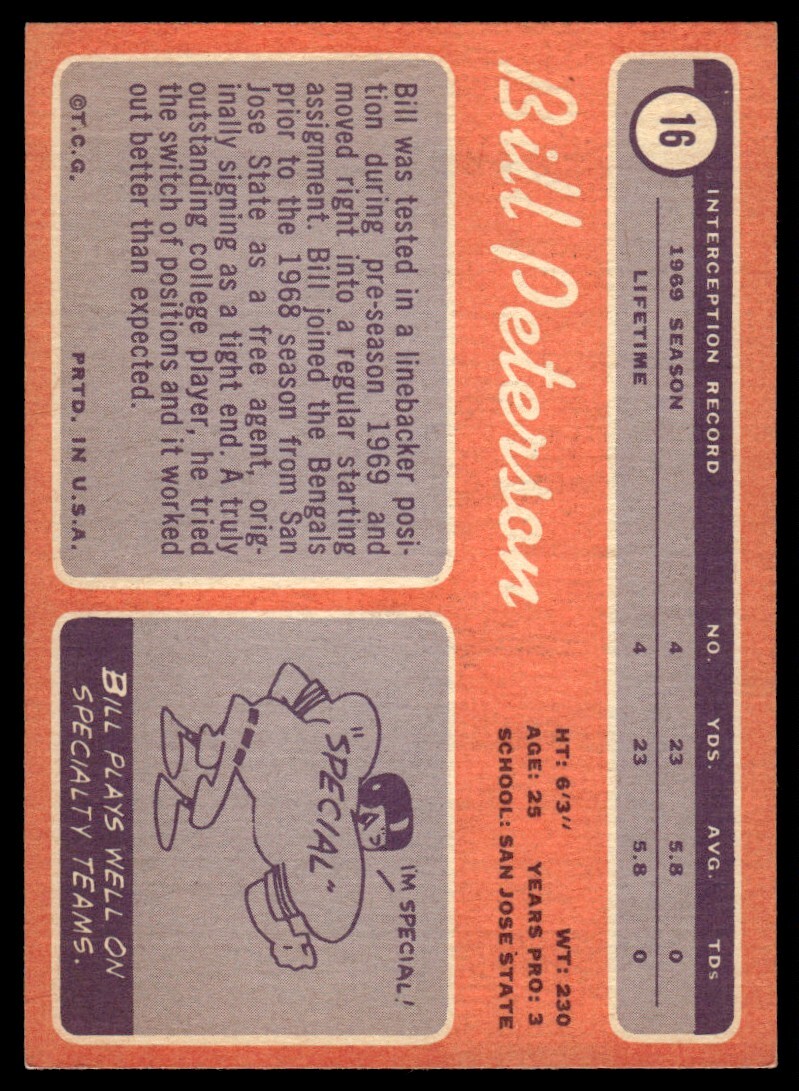 16
INTERCEPTION RECORD NO. YDS. AVG. TDs
1969 SEASON 4 23 5.8 0
LIFETIME 4 23 5.8 0
Bill Peterson
HT: 6'3" WT: 230
AGE: 25 YEARS PRO: 3
SCHOOL: SAN JOSE STATE
Bill was tested in a linebacker posi-
tion during pre-season 1969 and
moved right into a regular starting
assignment. Bill joined the Bengals
prior to the 1968 season from San
Jose State as a free agent, orig-
inally signing as a tight end. A truly
outstanding college player, he tried
the switch of positions and it worked
out better than expected.
©T.C.G. PRTD. IN U.S.A.
I'M SPECIAL!
"SPECIAL"
BILL PLAYS WELL ON
SPECIALTY TEAMS.